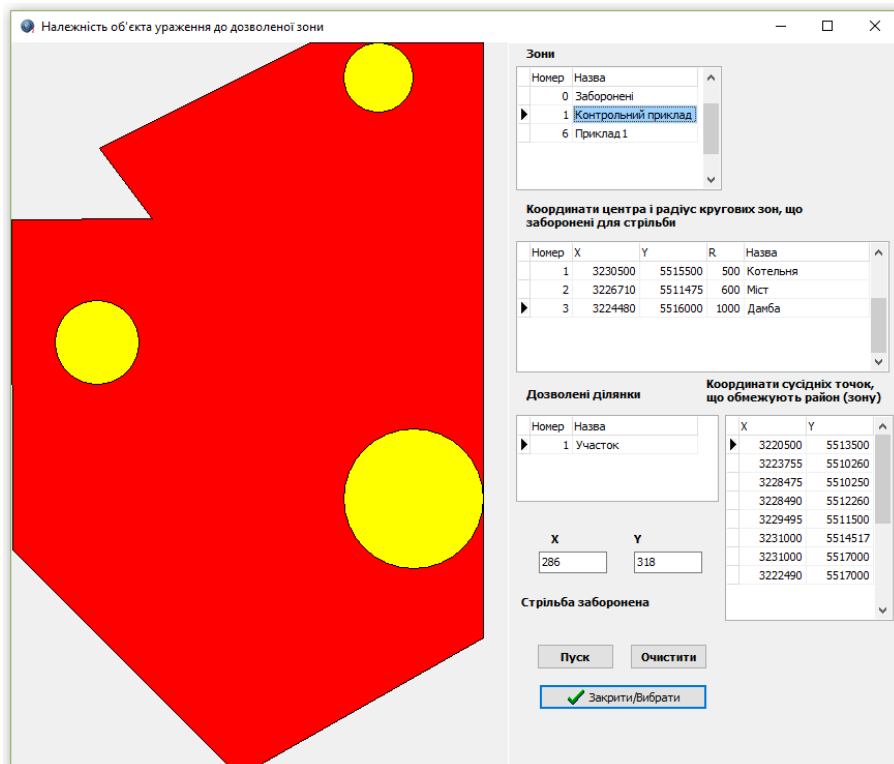 Належність об'єкта ураження до дозволеної зони
Зони
Номер Назва
0 Заборонені
1 Контрольний приклад
6 Приклад1
Координати центра і радіус кругових зон, що
заборонені для стрільби
Номер X Y R Назва
1 3230500 5515500 500 Котельня
2 3226710 5511475 600 Міст
3 3224480 5516000 1000 Дамба
Дозволені ділянки
Номер Назва
1 Участок
Координати сусідніх точок,
що обмежують район (зону)
X Y
3220500 5513500
3223755 5510260
3228475 5510250
3228490 5512260
3229495 5511500
3231000 5514517
3231000 5517000
3222490 5517000
X Y
286 318
Стрільба заборонена
Пуск Очистити
Закрити/Вибрати